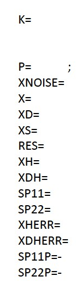 K=
P= ;
XNOISE=
X=
XD=
XS=
RES=
XH=
XDH=
SP11=
SP22=
XHERR=
XDHERR=
SP11P=-
SP22P=-